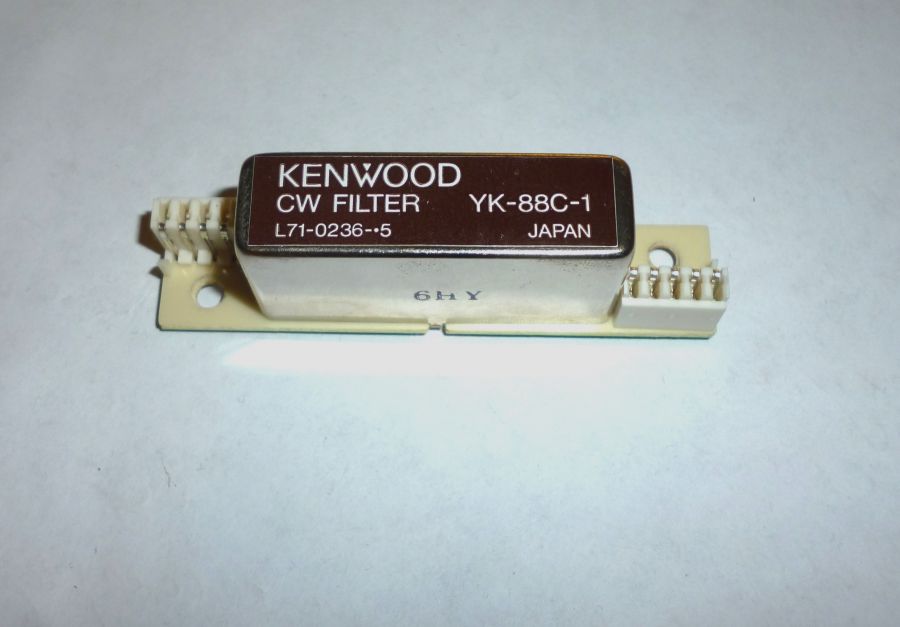 KENWOOD
CW FILTER YK-88C-1
L71-0236-•5 JAPAN
6HY